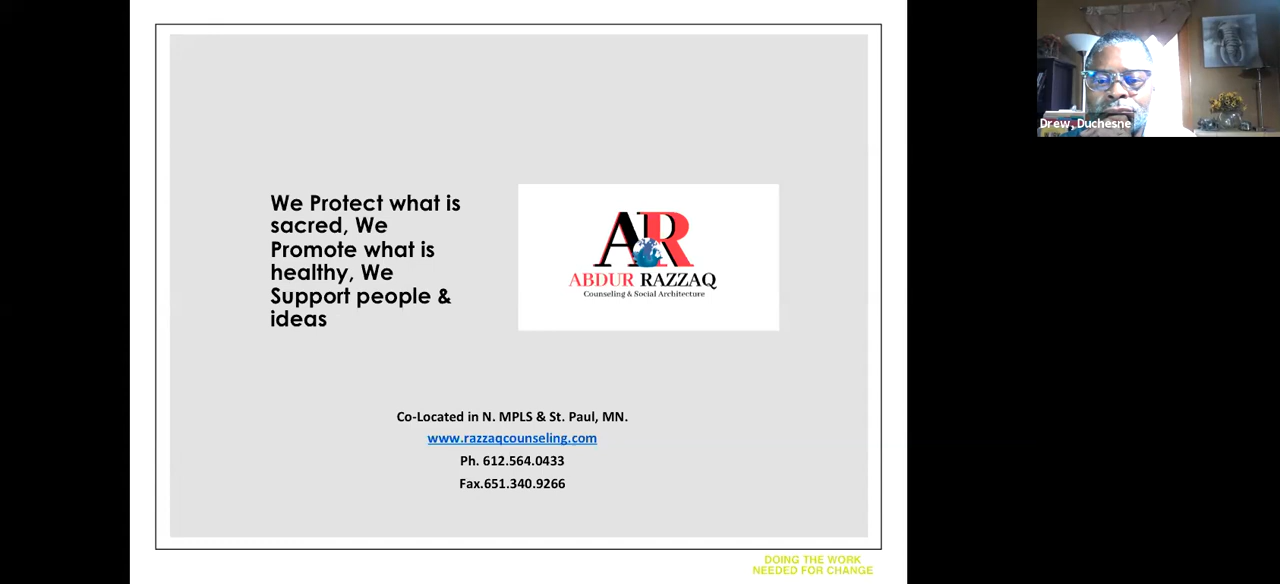 We Protect what is
sacred, We
Promote what is
healthy, We
Support people &
ideas
AR
ABDUR RAZZAQ
Counseling & Social Architecture
Co-Located in N. MPLS & St. Paul, MN.
www.razzaqcounseling.com
Ph. 612.564.0433
Fax.651.340.9266
DOING THE WORK
NEEDED FOR CHANGE
Drew, Duchesne